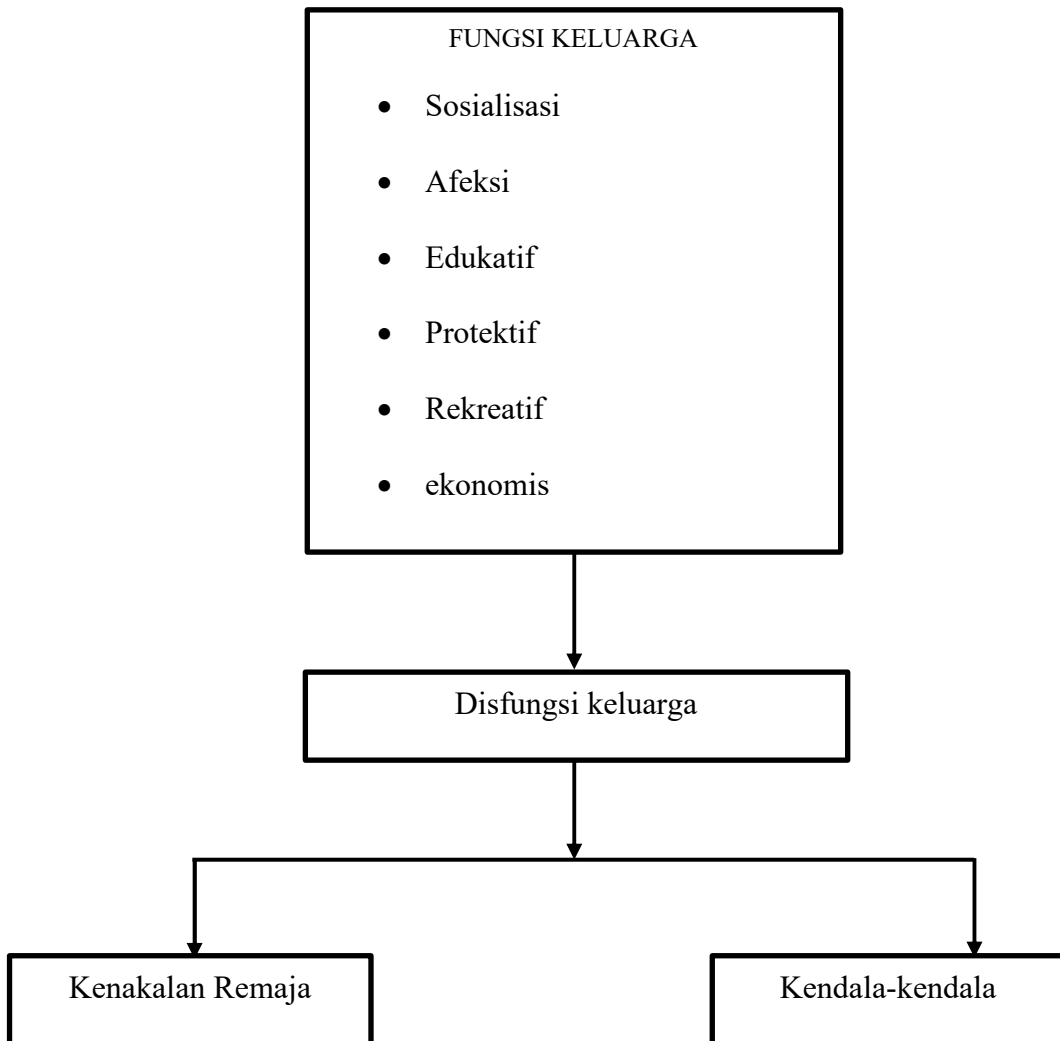 FUNGSI KELUARGA
• Sosialisasi
• Afeksi
• Edukatif
• Protektif
• Rekreatif
• ekonomis
Disfungsi keluarga
Kenakalan Remaja
Kendala-kendala